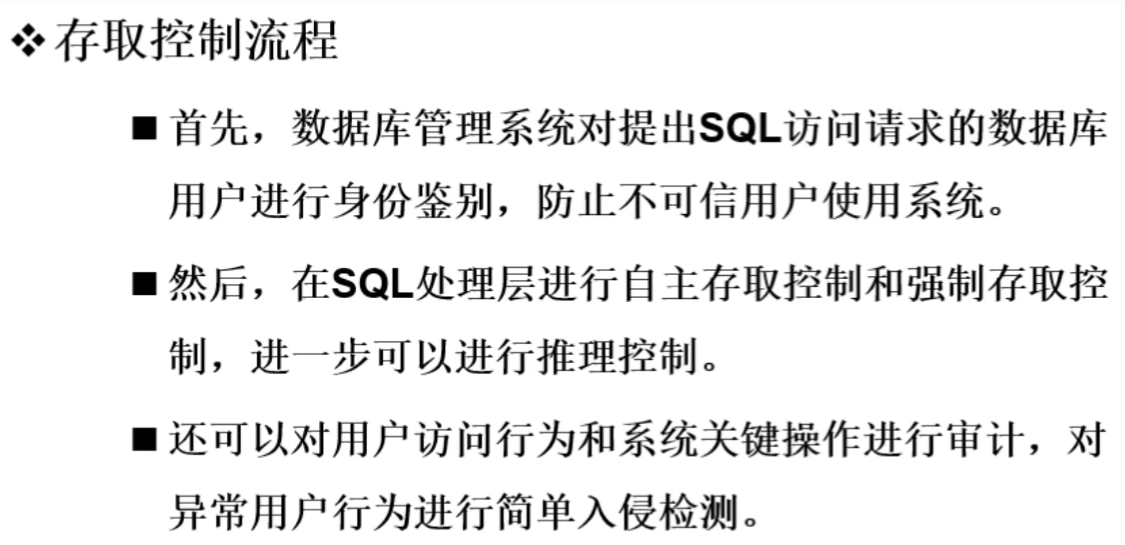 ❖存取控制流程
■ 首先，数据库管理系统对提出SQL访问请求的数据库
用户进行身份鉴别，防止不可信用户使用系统。
■ 然后，在SQL处理层进行自主存取控制和强制存取控
制，进一步可以进行推理控制。
■ 还可以对用户访问行为和系统关键操作进行审计，对
异常用户行为进行简单入侵检测。